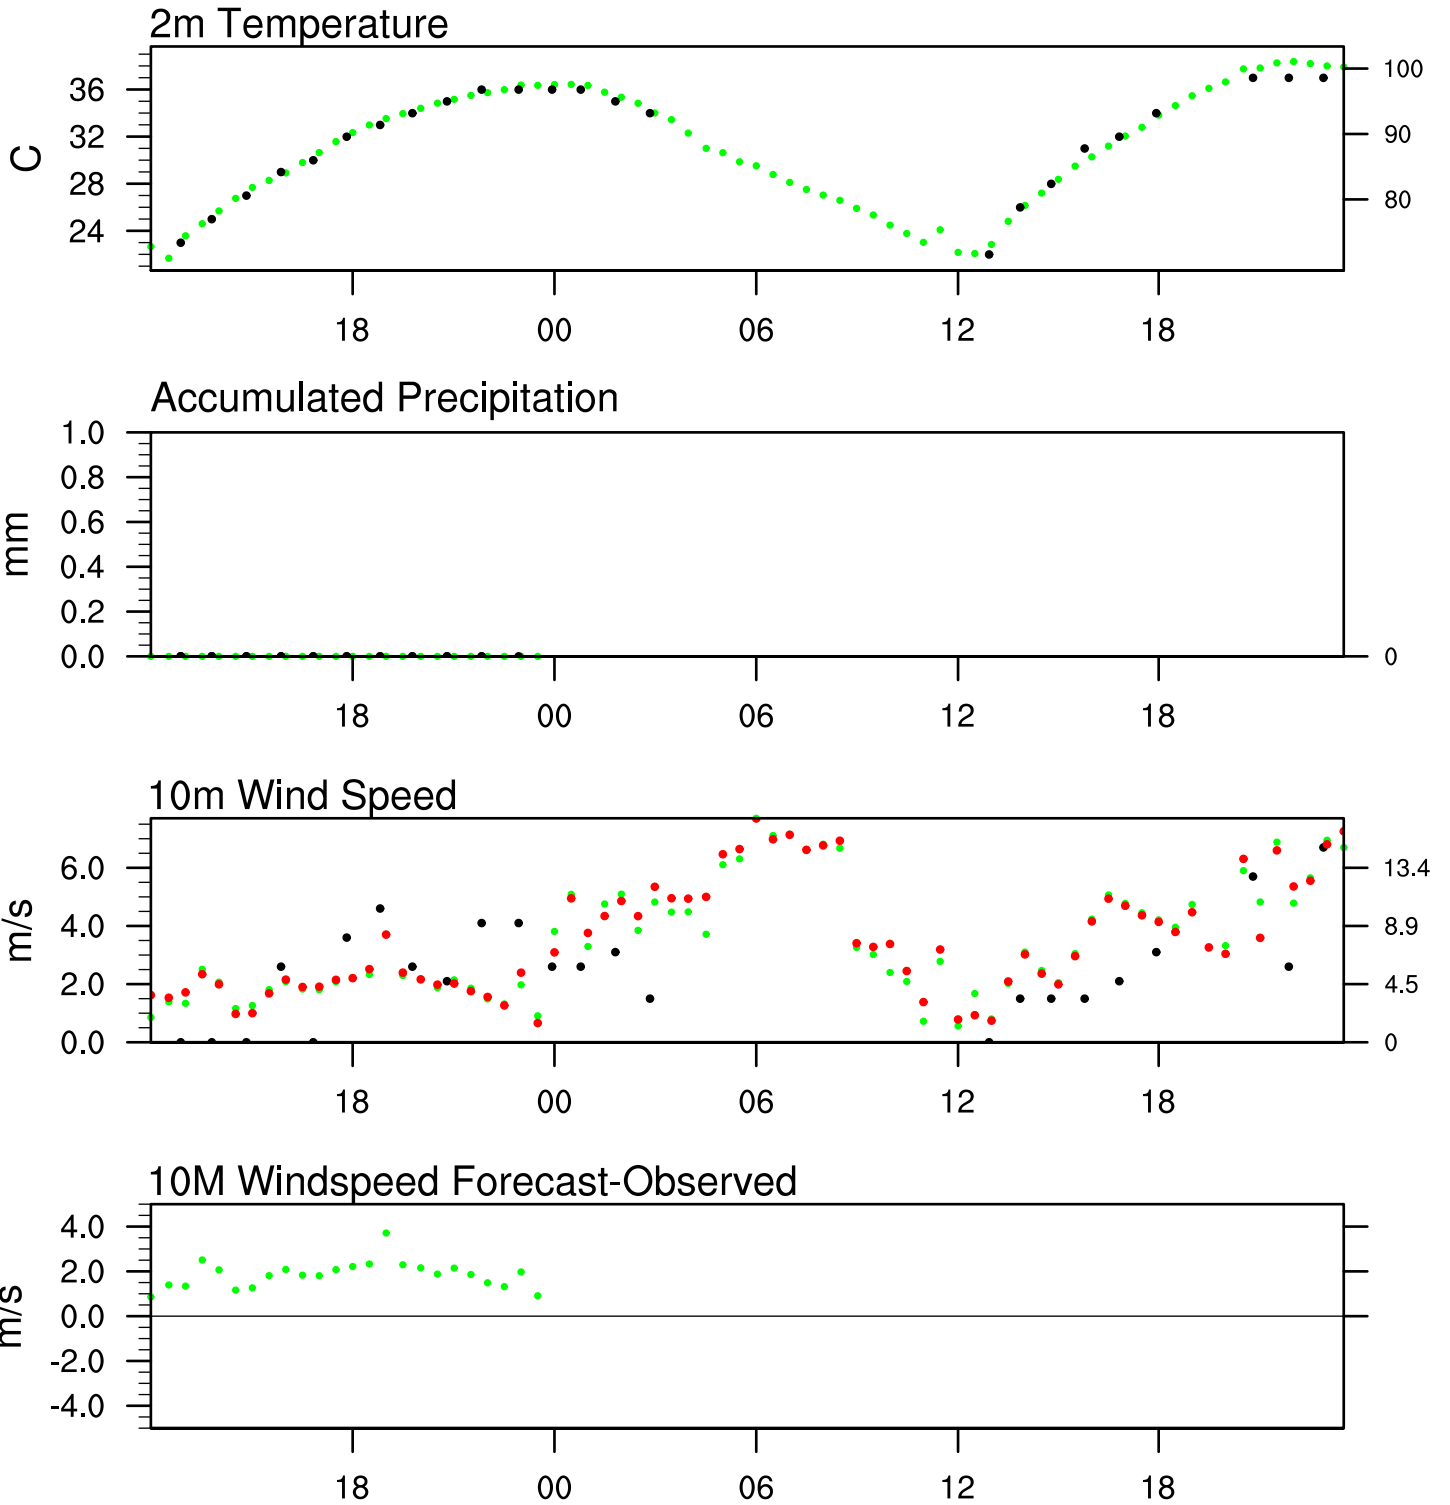 2m Temperature
36
32
28
24
C
100
90
80
18 00 06 12 18
Accumulated Precipitation
1.0
0.8
0.6
0.4
0.2
0.0
mm
0
18 00 06 12 18
10m Wind Speed
6.0
4.0
2.0
0.0
m/s
13.4
8.9
4.5
0
18 00 06 12 18
10M Windspeed Forecast-Observed
4.0
2.0
0.0
-2.0
-4.0
m/s
18 00 06 12 18